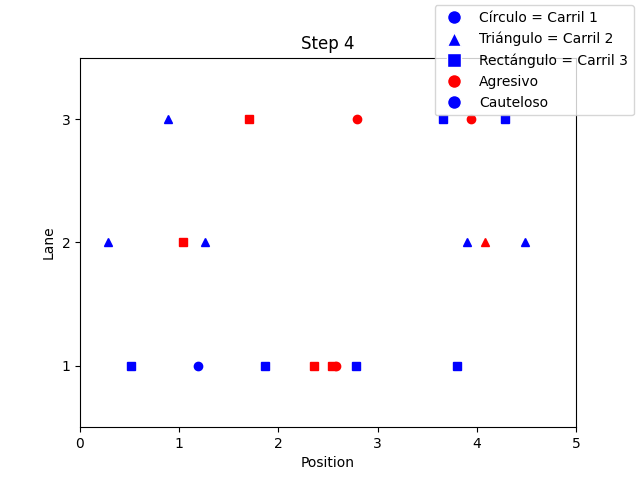 Step 4
Círculo = Carril 1
Triángulo = Carril 2
Rectángulo = Carril 3
Agresivo
Cauteloso
3
2
1
Lane
0 1 2 3 4 5
Position